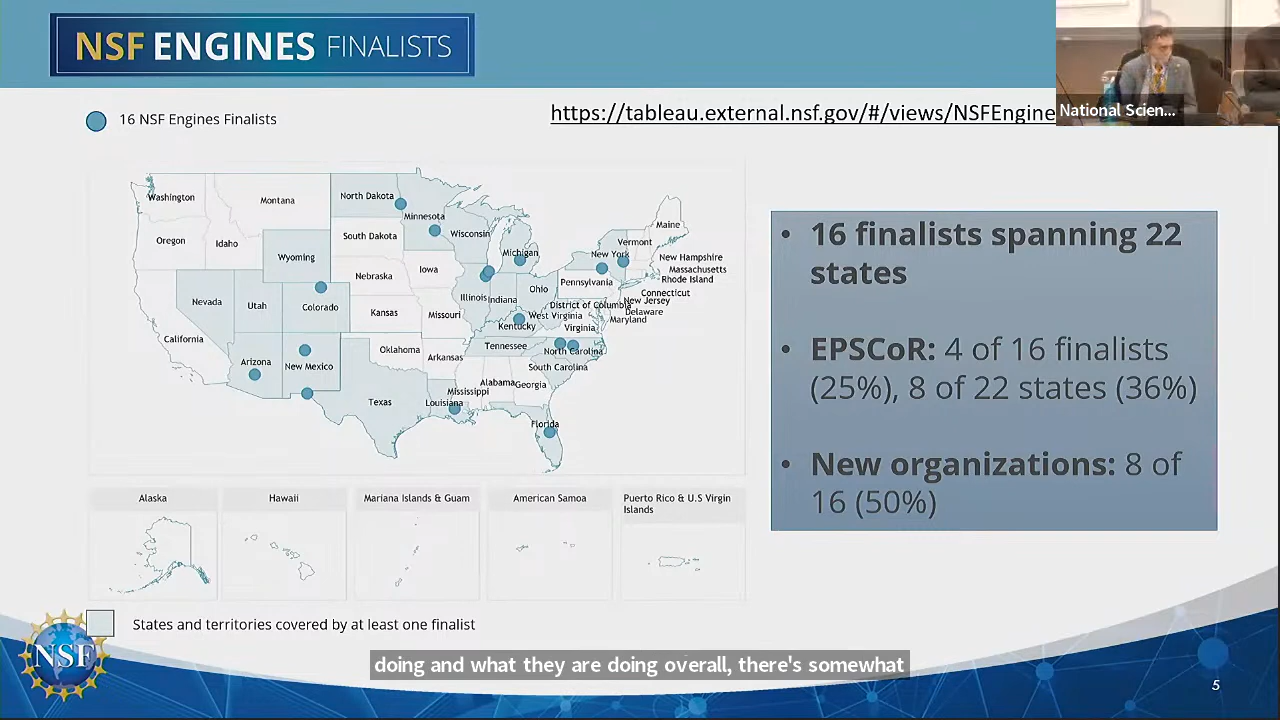 NSF ENGINES FINALISTS
National Scien...
16 NSF Engines Finalists
https://tableau.external.nsf.gov/#/views/NSFEngine
Washington
Montana
North Dakota
Minnesota
Maine
Oregon
Idaho
South Dakota
Wisconsin
Vermont
Wyoming
Michigan
New York
New Hampshire
Massachusetts
Rhode Island
Nebraska
Iowa
Pennsylvania
Connecticut
Nevada
Utah
Colorado
Illinois
Indiana
Ohio
District of Columbia
New Jersey
Delaware
Maryland
Kansas
Missouri
West Virginia
Kentucky
Virginia
California
Arizona
New Mexico
Oklahoma
Arkansas
Tennessee
North Carolina
South Carolina
Texas
Mississippi
Alabama
Georgia
Louisiana
Florida
Alaska
Hawaii
Mariana Islands & Guam
American Samoa
Puerto Rico & U.S Virgin
Islands
States and territories covered by at least one finalist
• 16 finalists spanning 22
states
• EPSCoR: 4 of 16 finalists
(25%), 8 of 22 states (36%)
• New organizations: 8 of
16 (50%)
NSF
doing and what they are doing overall, there's somewhat
5